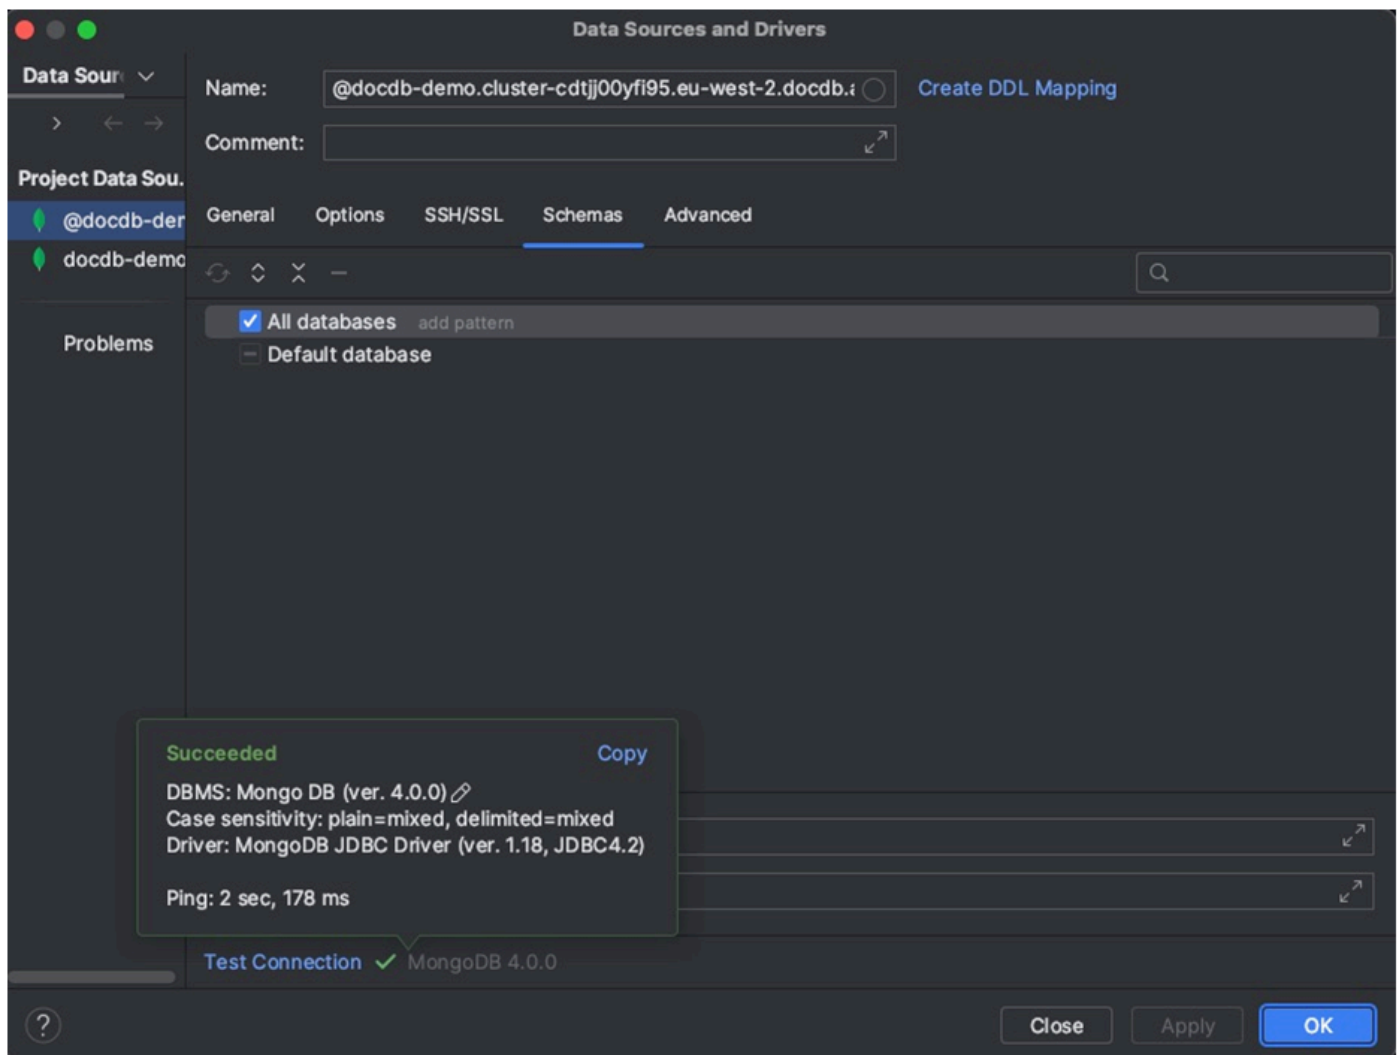 Data Sources and Drivers
Data Sour
Name: @docdb-demo.cluster-cdtjj00yfi95.eu-west-2.docdb.a Create DDL Mapping
Comment:
Project Data Sou.
@docdb-der
docdb-demo
Problems
General Options SSH/SSL Schemas Advanced
All databases add pattern
Default database
Succeeded Copy
DBMS: Mongo DB (ver. 4.0.0)
Case sensitivity: plain=mixed, delimited=mixed
Driver: MongoDB JDBC Driver (ver. 1.18, JDBC4.2)
Ping: 2 sec, 178 ms
Test Connection MongoDB 4.0.0
? Close Apply OK